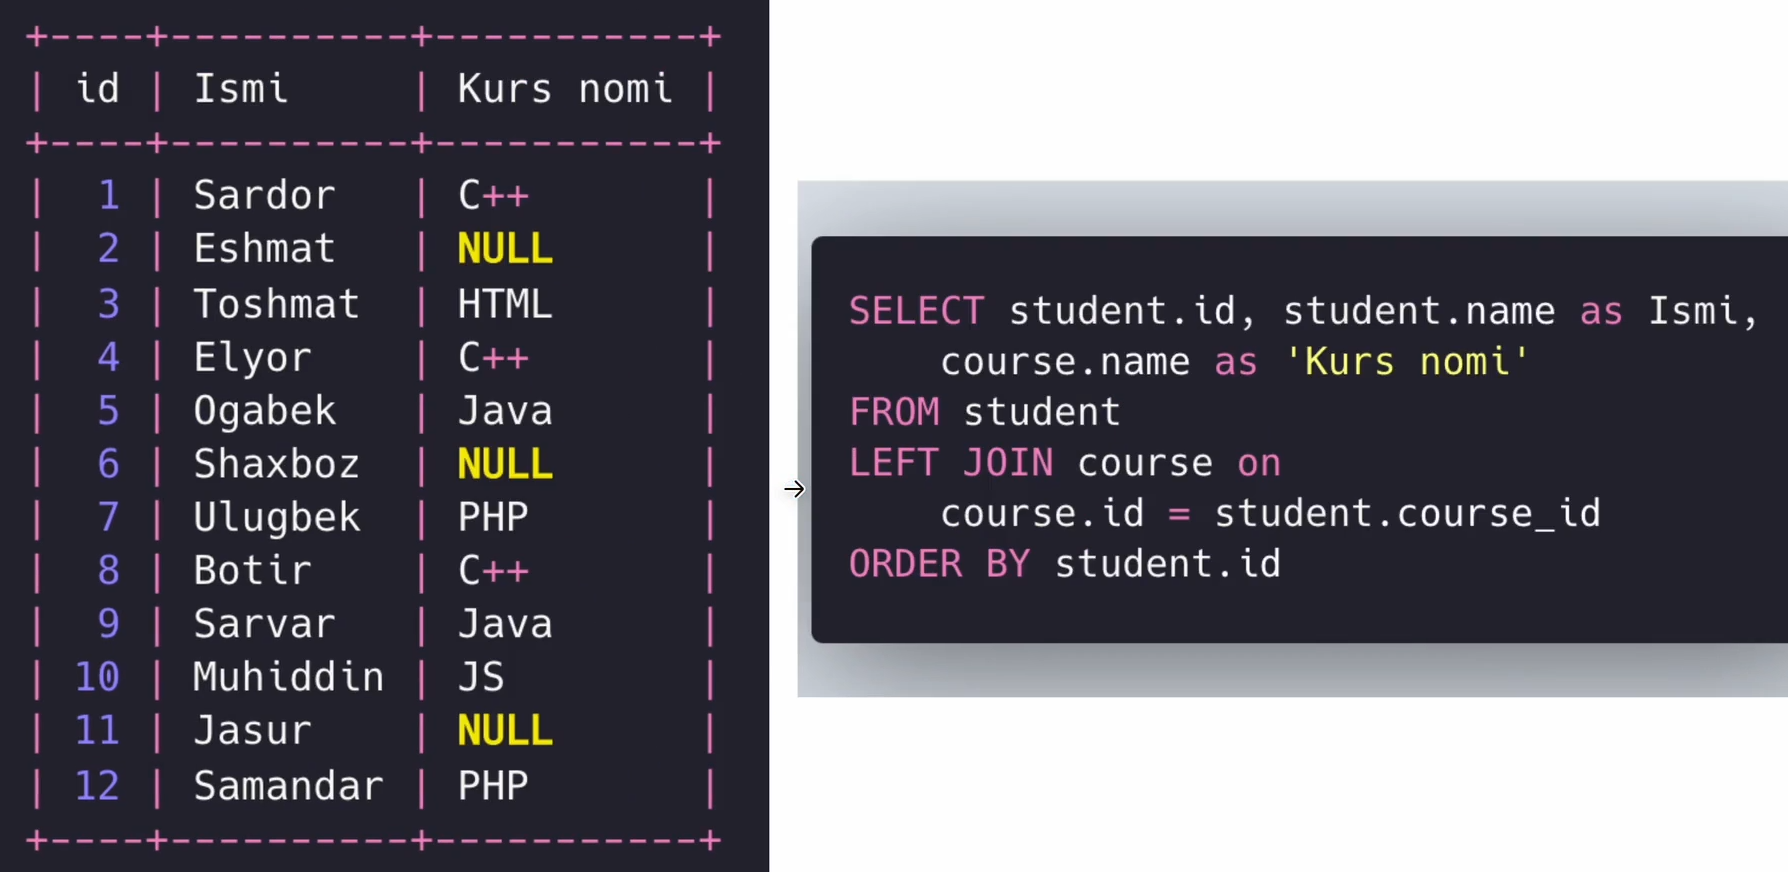 +----+----------+-----------+
| id | Ismi     | Kurs nomi |
+----+----------+-----------+
|  1 | Sardor   | C++       |
|  2 | Eshmat   | NULL      |
|  3 | Toshmat  | HTML      |
|  4 | Elyor    | C++       |
|  5 | Ogabek   | Java      |
|  6 | Shaxboz  | NULL      |
|  7 | Ulugbek  | PHP       |
|  8 | Botir    | C++       |
|  9 | Sarvar   | Java      |
| 10 | Muhiddin | JS        |
| 11 | Jasur    | NULL      |
| 12 | Samandar | PHP       |
+----+----------+-----------+
→
SELECT student.id, student.name as Ismi,
    course.name as 'Kurs nomi'
FROM student
LEFT JOIN course on
    course.id = student.course_id
ORDER BY student.id